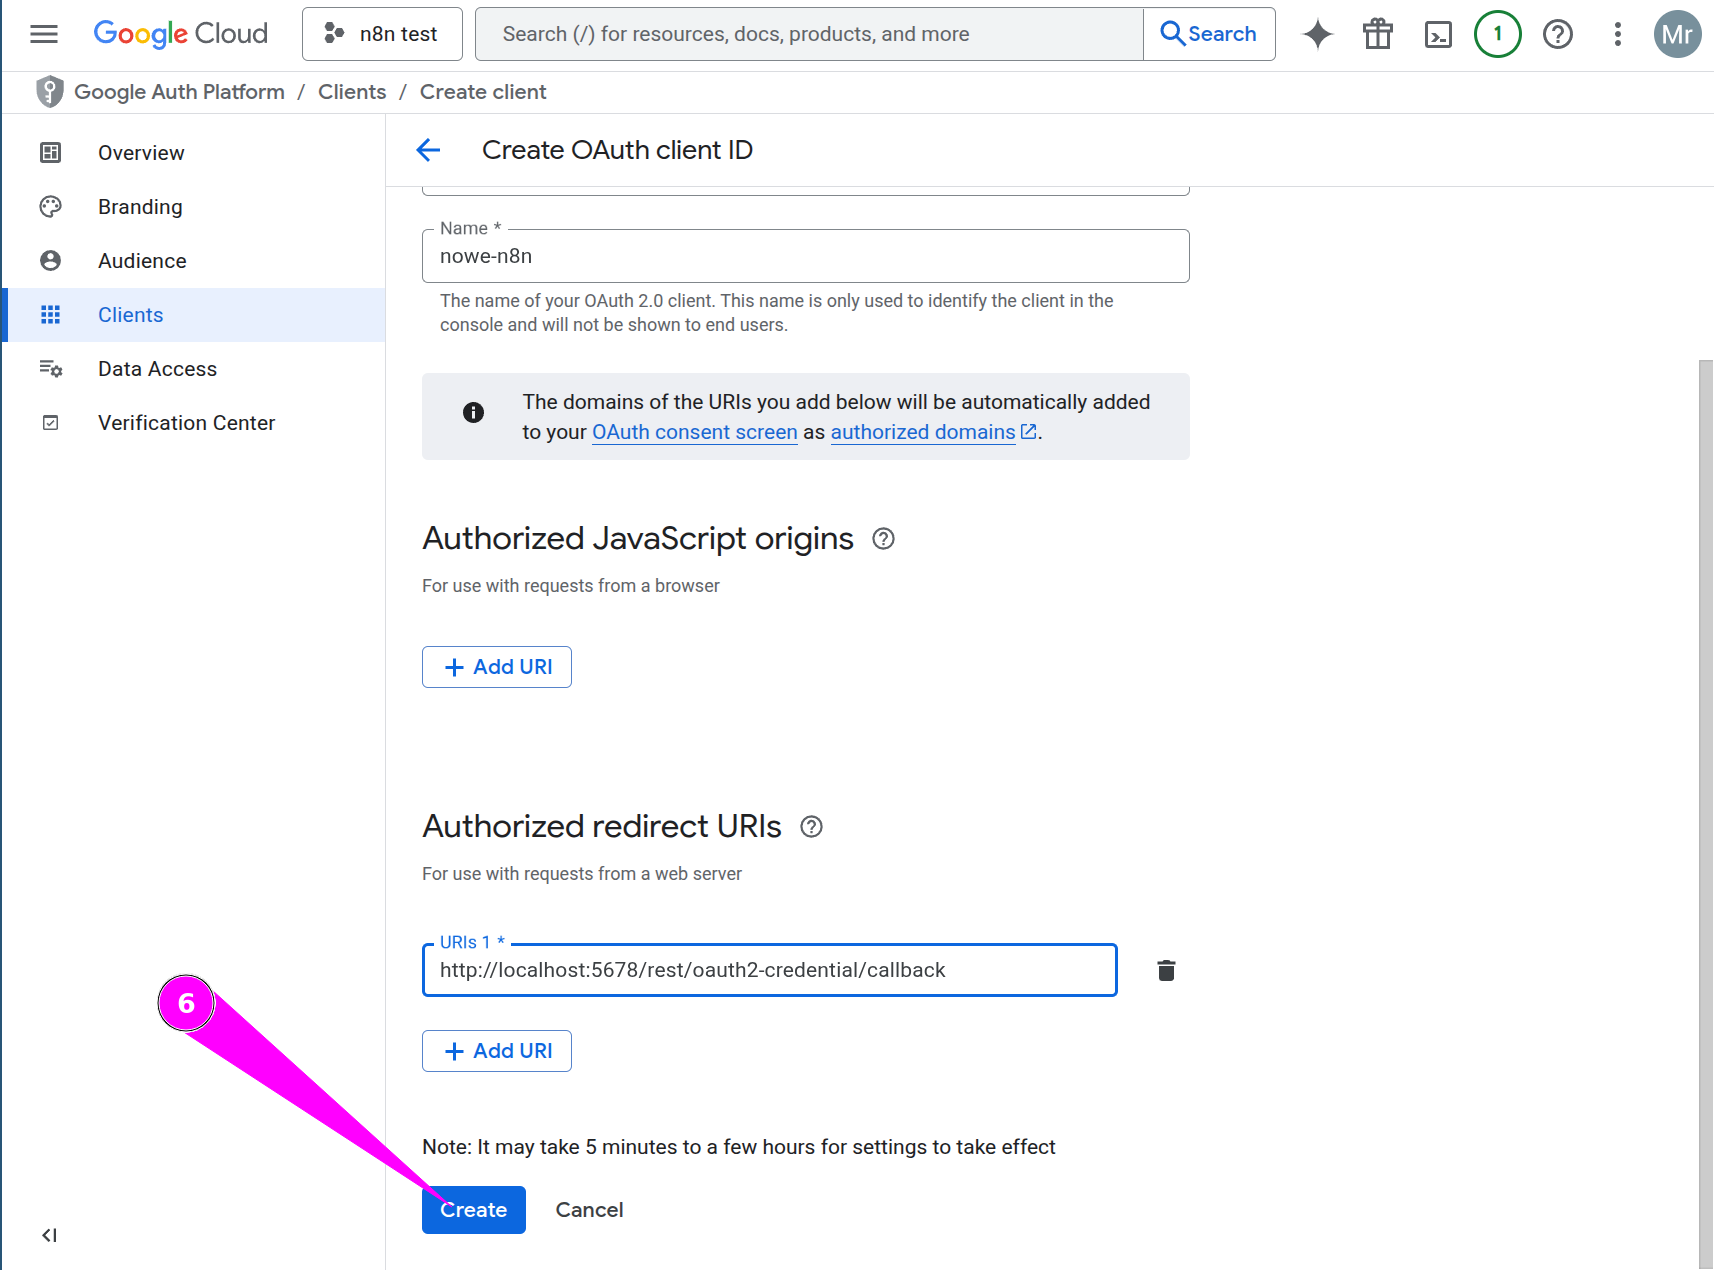 Google Cloud
n8n test
Search (/) for resources, docs, products, and more
Search
1
Mr
Google Auth Platform / Clients / Create client
Overview
Branding
Audience
Clients
Data Access
Verification Center
Create OAuth client ID
Name *
nowe-n8n
The name of your OAuth 2.0 client. This name is only used to identify the client in the
console and will not be shown to end users.
The domains of the URIs you add below will be automatically added
to your OAuth consent screen as authorized domains.
Authorized JavaScript origins
For use with requests from a browser
+ Add URI
Authorized redirect URIs
For use with requests from a web server
URIs 1 *
http://localhost:5678/rest/oauth2-credential/callback
6
+ Add URI
Note: It may take 5 minutes to a few hours for settings to take effect
Create
Cancel